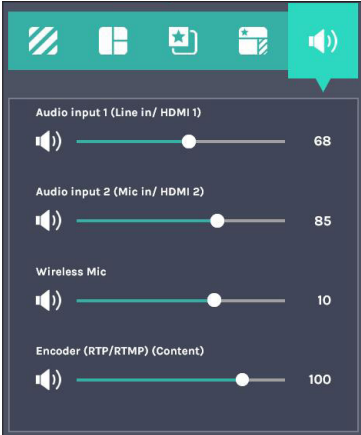 Audio input 1 (Line in/ HDMI 1)
68
Audio input 2 (Mic in/ HDMI 2)
85
Wireless Mic
10
Encoder (RTP/RTMP) (Content)
100